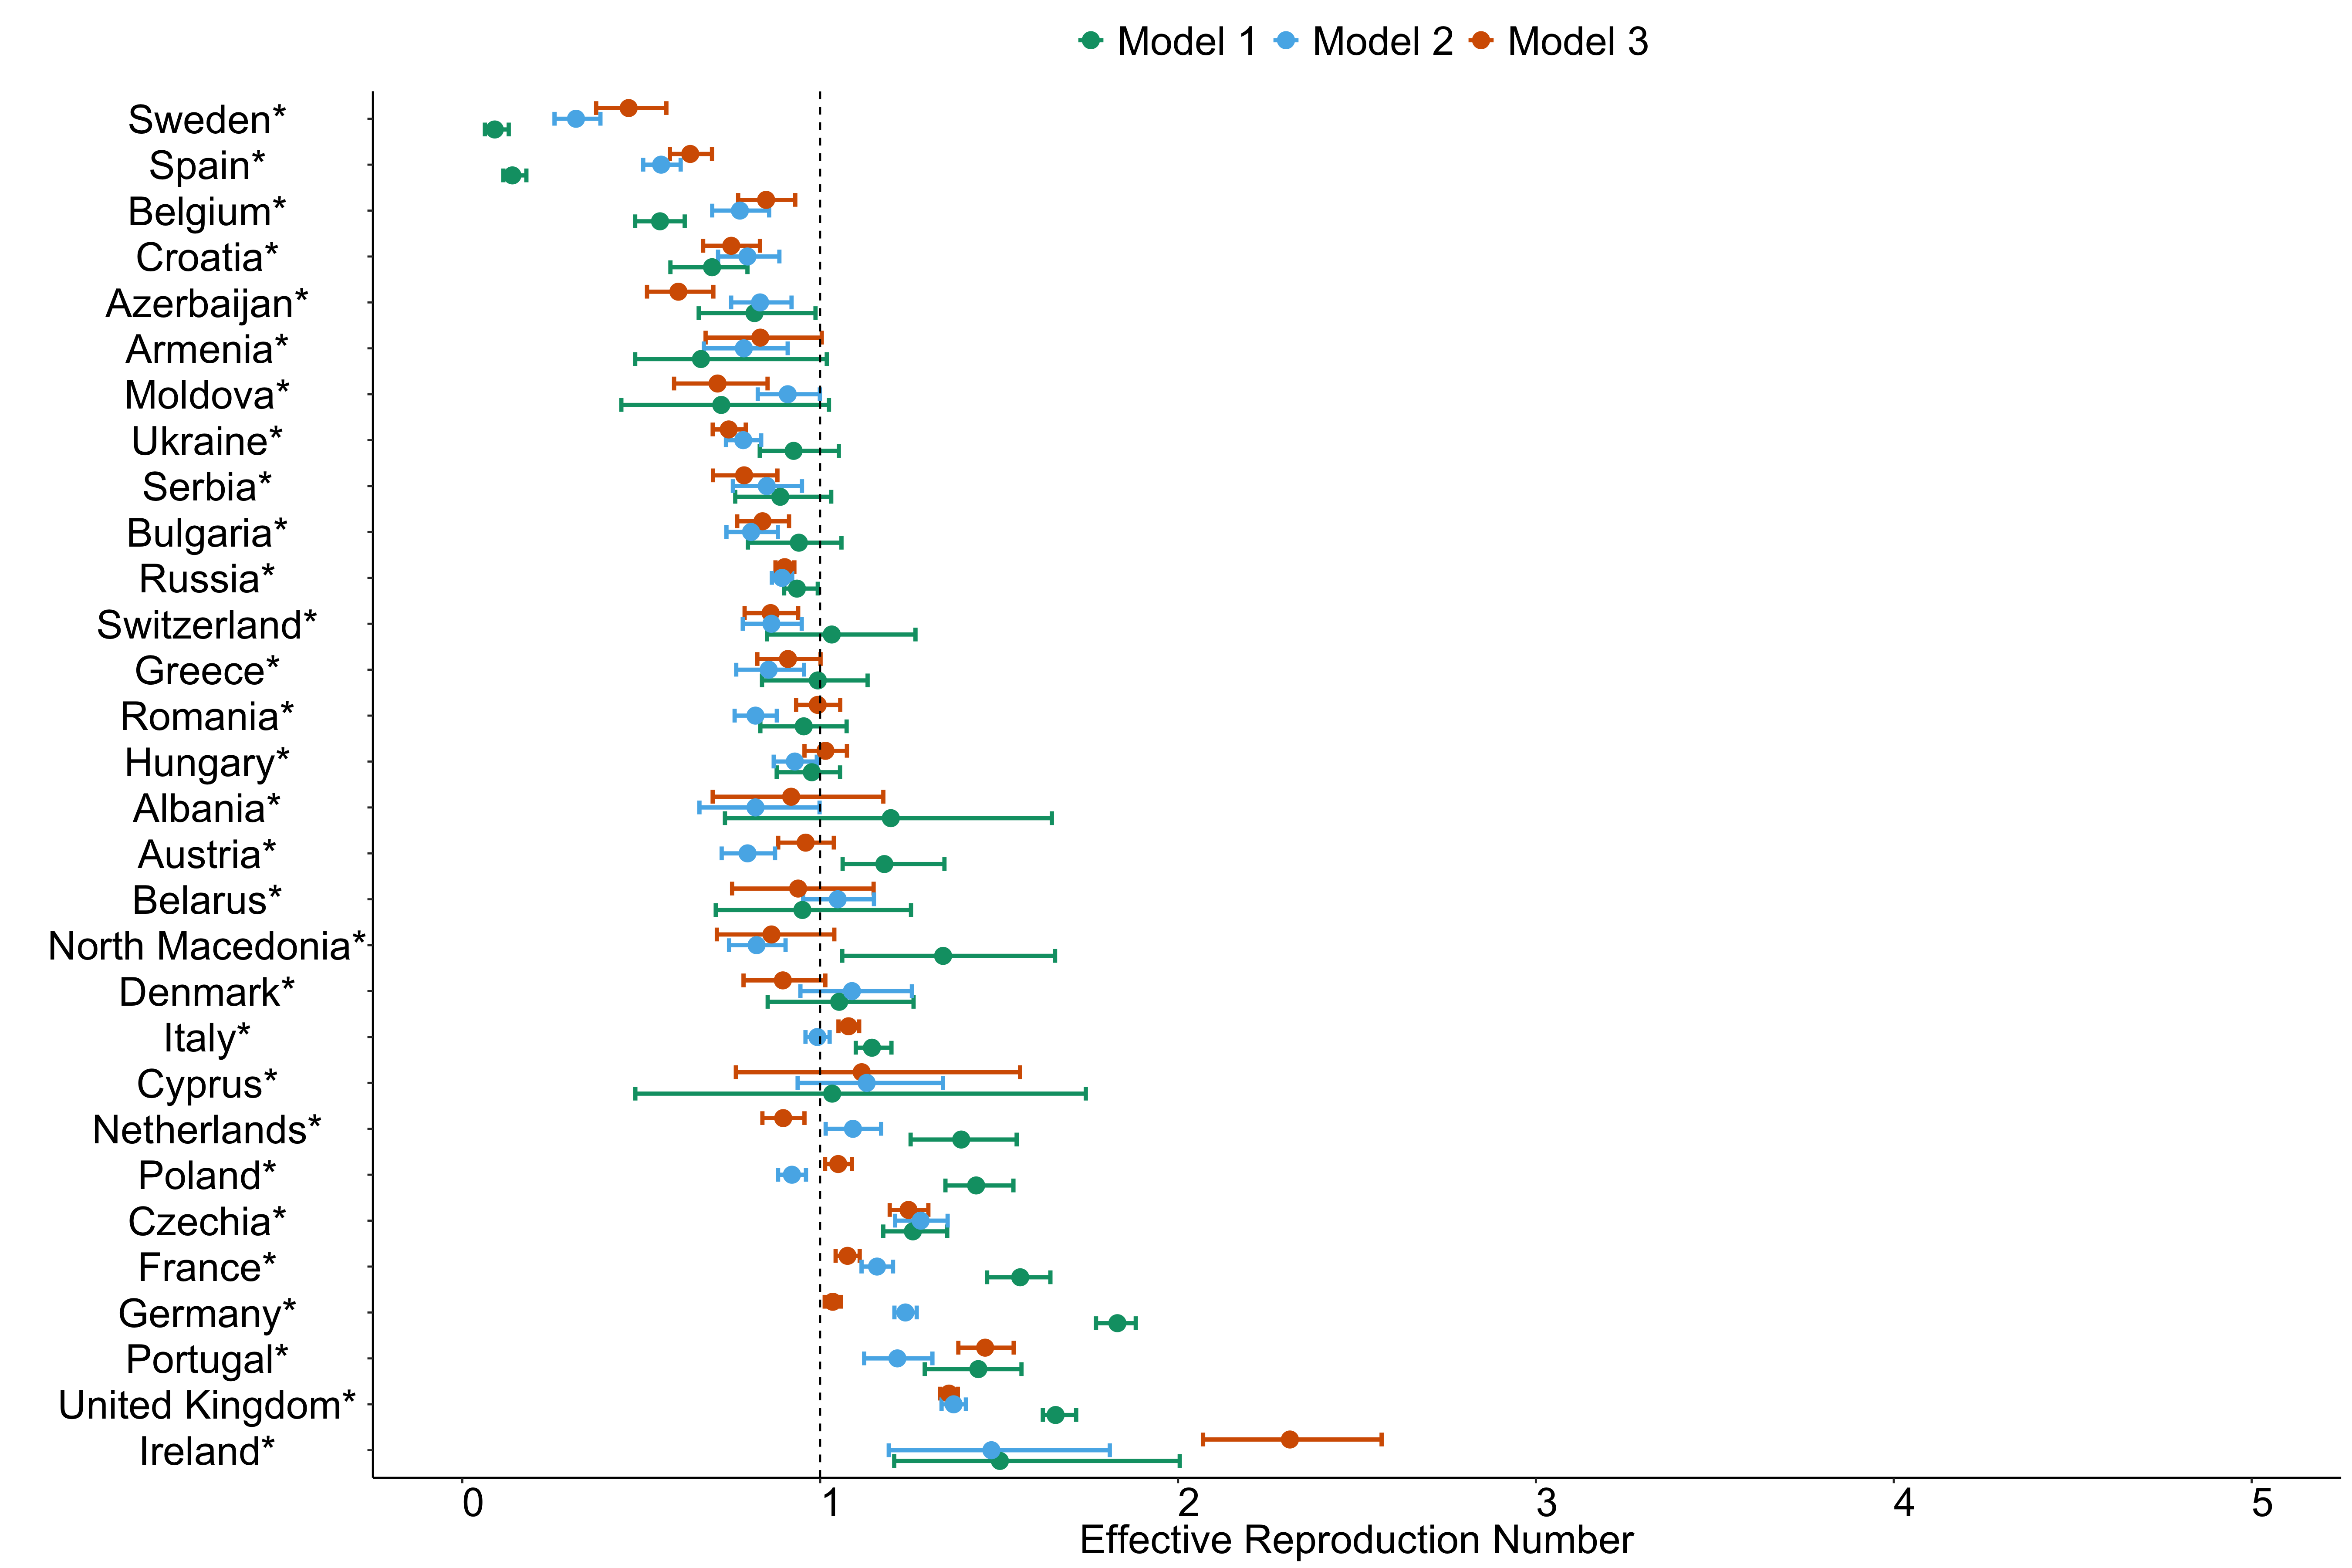 Model 1 Model 2 Model 3
Sweden*
Spain*
Belgium*
Croatia*
Azerbaijan*
Armenia*
Moldova*
Ukraine*
Serbia*
Bulgaria*
Russia*
Switzerland*
Greece*
Romania*
Hungary*
Albania*
Austria*
Belarus*
North Macedonia*
Denmark*
Italy*
Cyprus*
Netherlands*
Poland*
Czechia*
France*
Germany*
Portugal*
United Kingdom*
Ireland*
0 1 2 3 4 5
Effective Reproduction Number